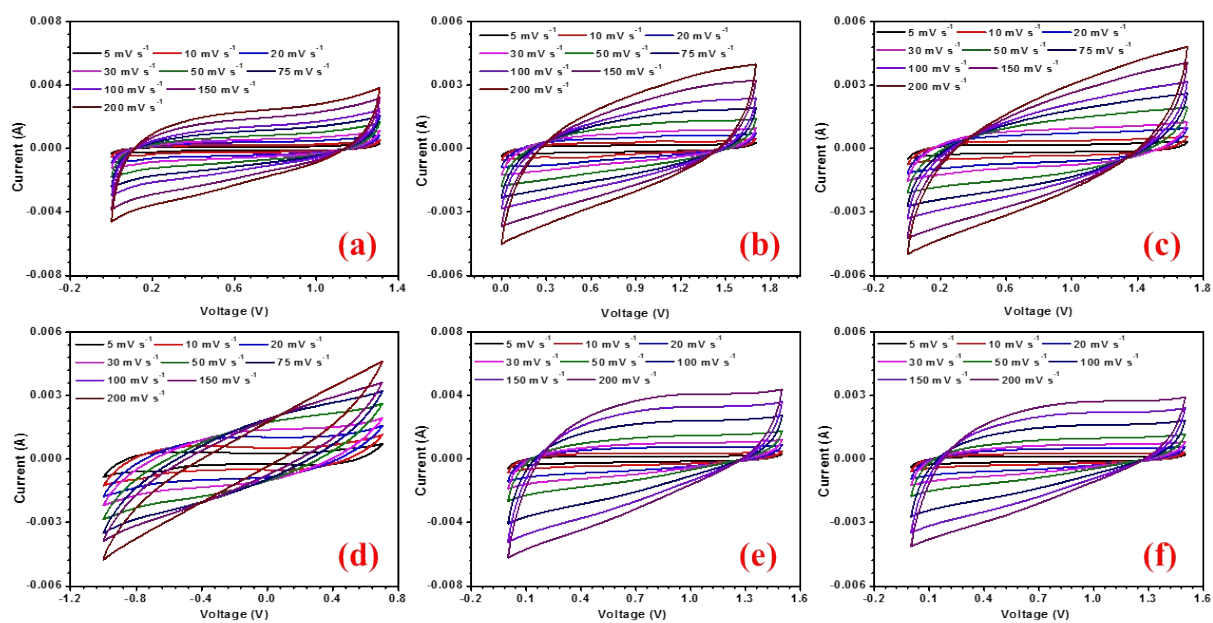 0.008
5 mV s-1 10 mV s-1 20 mV s-1
30 mV s-1 50 mV s-1 75 mV s-1
100 mV s-1 150 mV s-1
200 mV s-1
0.004
0.000
-0.004
-0.008
Current (A)
(a)
-0.2 0.2 0.6 1.0 1.4
Voltage (V)
0.006
5 mV s-1 10 mV s-1 20 mV s-1
30 mV s-1 50 mV s-1 75 mV s-1
100 mV s-1 150 mV s-1
200 mV s-1
0.003
0.000
-0.003
-0.006
Current (A)
(b)
0.0 0.3 0.6 0.9 1.2 1.5 1.8
Voltage (V)
0.006
5 mV s-1 10 mV s-1 20 mV s-1
30 mV s-1 50 mV s-1 75 mV s-1
100 mV s-1 150 mV s-1
200 mV s-1
0.003
0.000
-0.003
-0.006
Current (A)
(c)
-0.2 0.1 0.4 0.7 1.0 1.3 1.6 1.8
Voltage (V)
0.006
5 mV s-1 10 mV s-1 20 mV s-1
30 mV s-1 50 mV s-1 75 mV s-1
100 mV s-1 150 mV s-1
200 mV s-1
0.003
0.000
-0.003
-0.006
Current (A)
(d)
-1.2 -0.8 -0.4 0.0 0.4 0.8
Voltage (V)
0.008
5 mV s-1 10 mV s-1 20 mV s-1
30 mV s-1 50 mV s-1 100 mV s-1
150 mV s-1 200 mV s-1
0.004
0.000
-0.004
-0.008
Current (A)
(e)
-0.2 0.1 0.4 0.7 1.0 1.3 1.6
Voltage (V)
0.006
5 mV s-1 10 mV s-1 20 mV s-1
30 mV s-1 50 mV s-1 100 mV s-1
150 mV s-1 200 mV s-1
0.003
0.000
-0.003
-0.006
Current (A)
(f)
-0.2 0.1 0.4 0.7 1.0 1.3 1.6
Voltage (V)